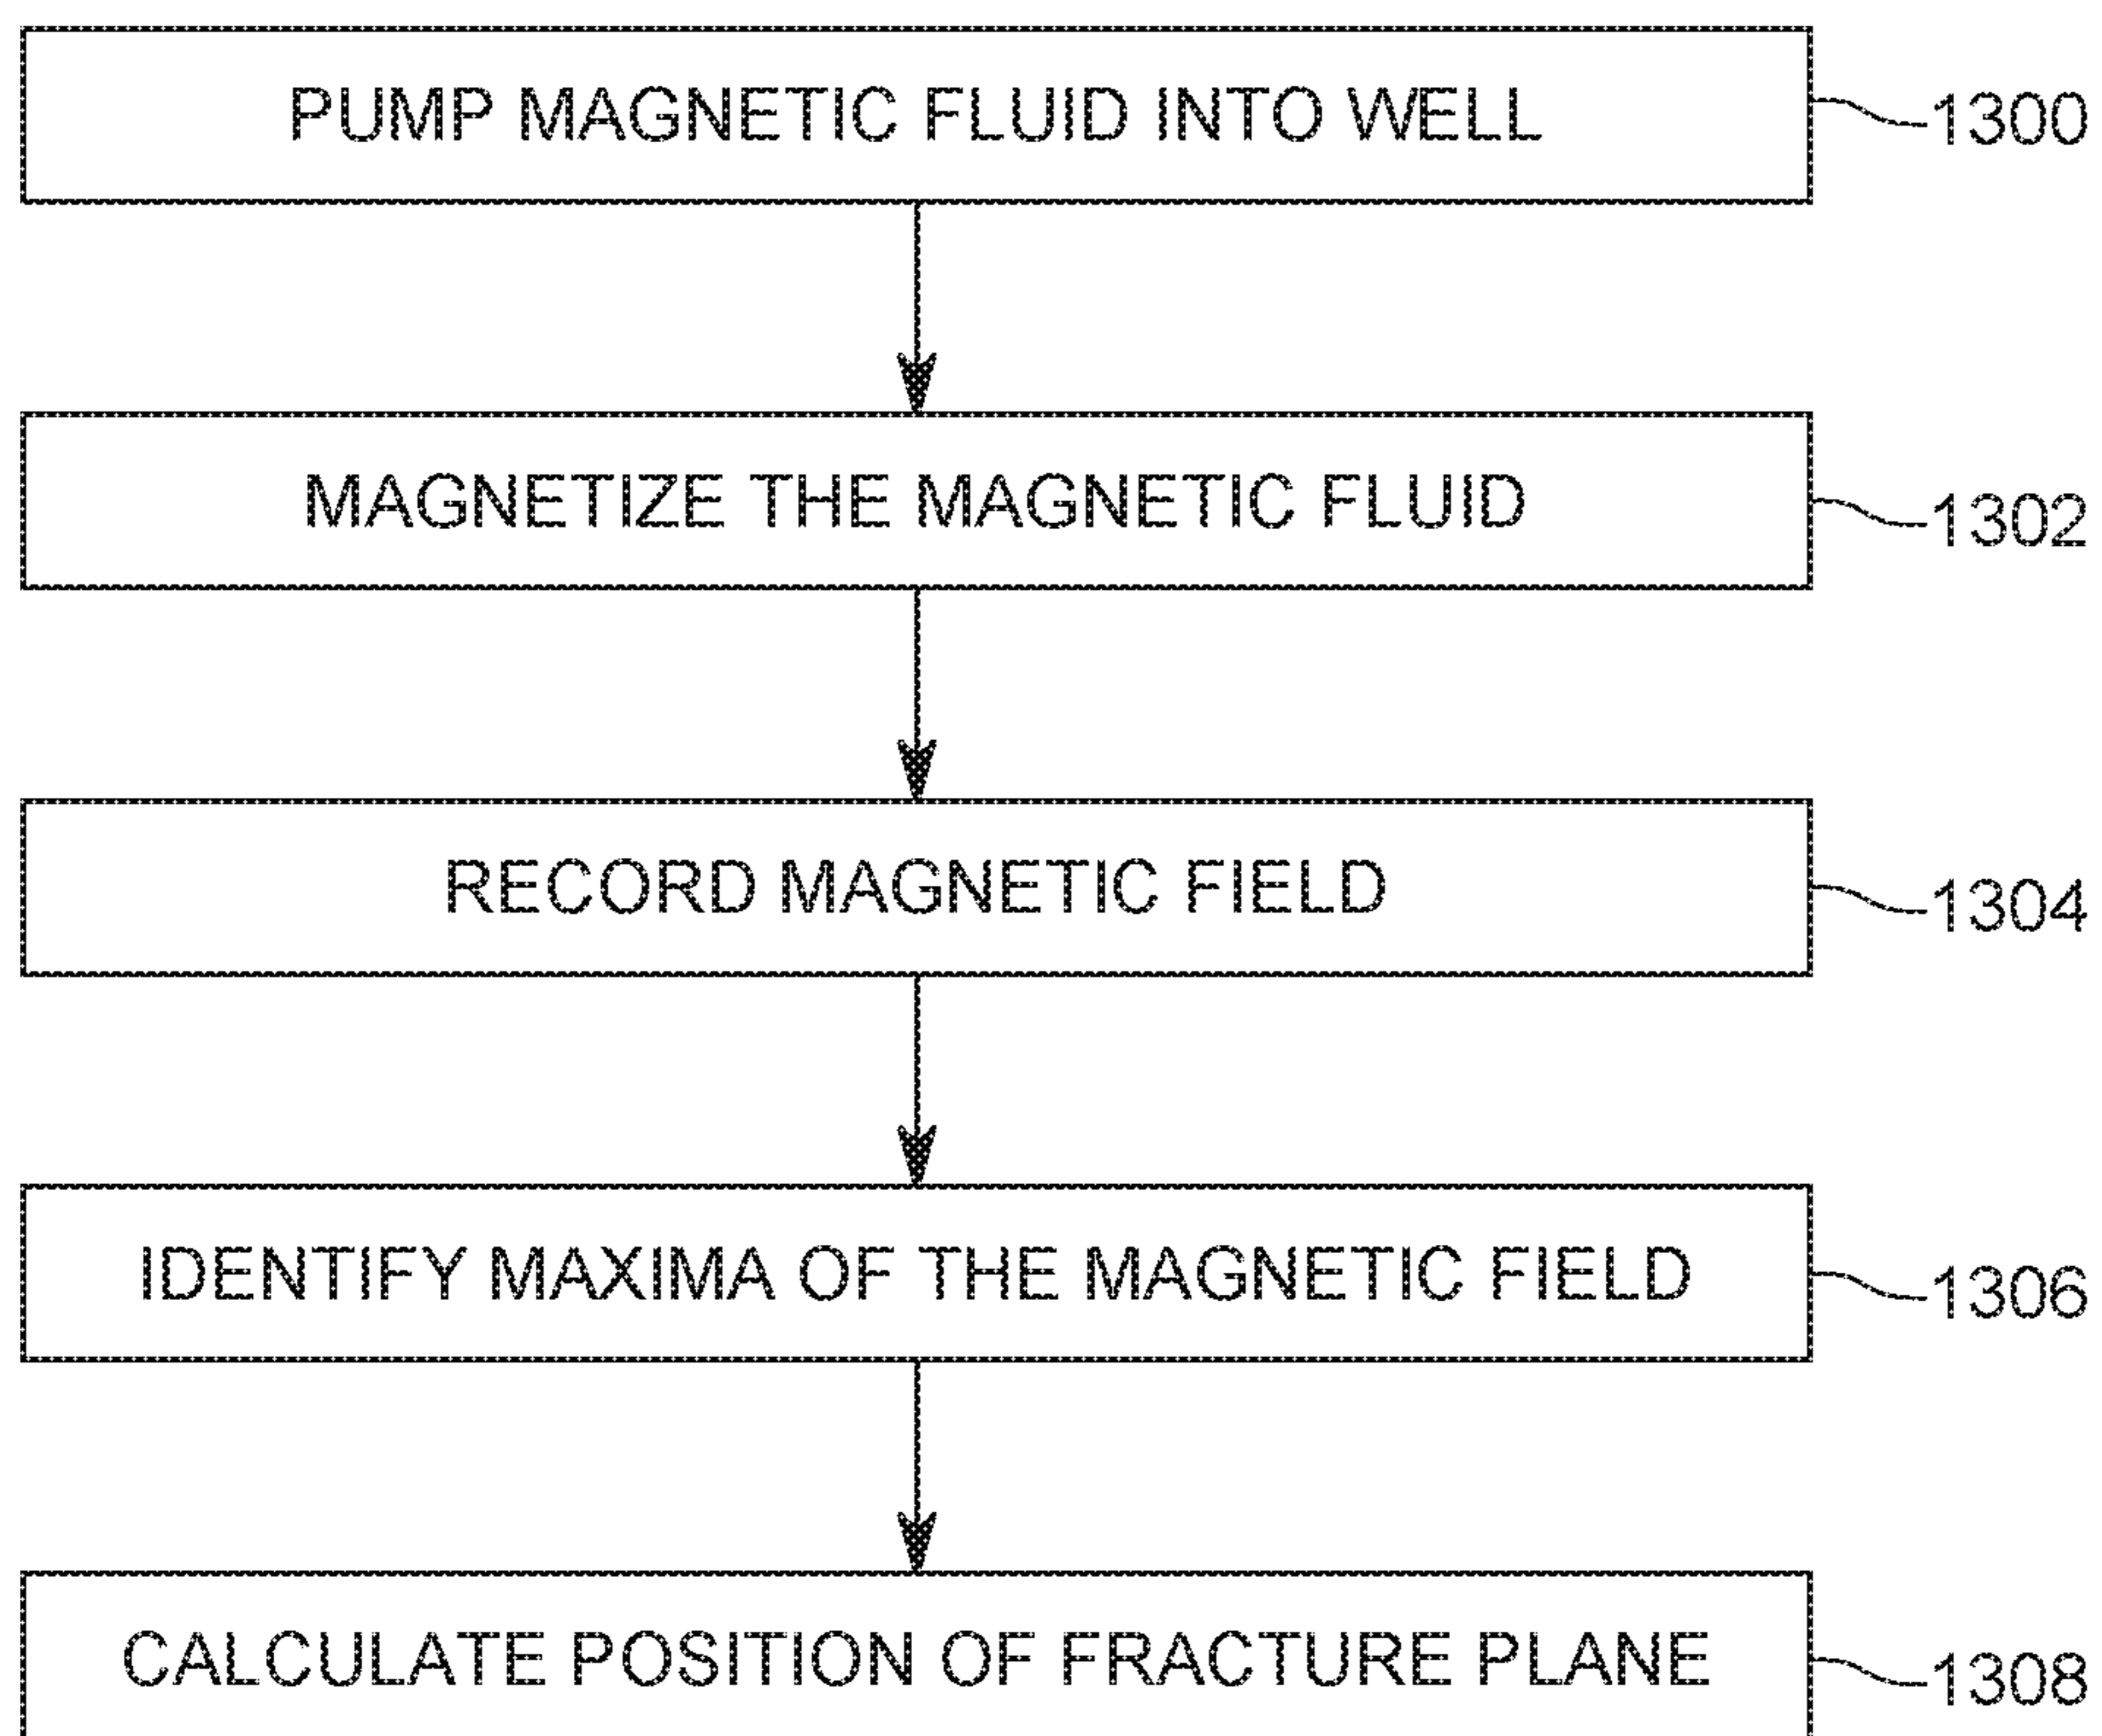 PUMP MAGNETIC FLUID INTO WELL
1300
MAGNETIZE THE MAGNETIC FLUID
1302
RECORD MAGNETIC FIELD
1304
IDENTIFY MAXIMA OF THE MAGNETIC FIELD
1306
CALCULATE POSITION OF FRACTURE PLANE
1308